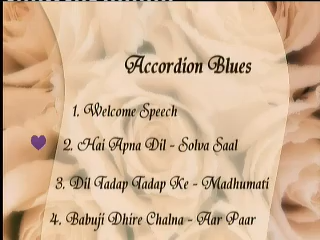 Accordion Blues
1. Welcome Speech
2. Hai Apna Dil - Solva Saal
3. Dil Tadap Tadap Ke - Madhumati
4. Babuji Dhire Chalna - Aar Paar